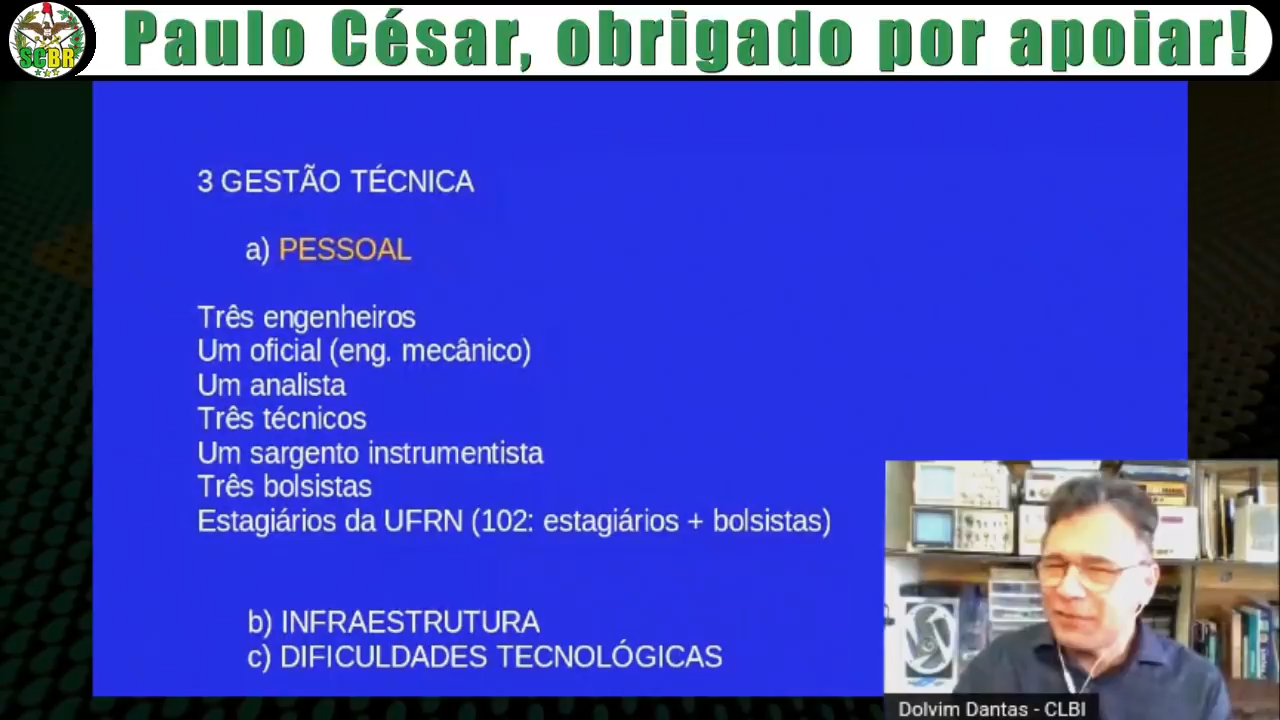 SCBR
Paulo César, obrigado por apoiar!
3 GESTÃO TÉCNICA
a) PESSOAL
Três engenheiros
Um oficial (eng. mecânico)
Um analista
Três técnicos
Um sargento instrumentista
Três bolsistas
Estagiários da UFRN (102: estagiários + bolsistas)
b) INFRAESTRUTURA
c) DIFICULDADES TECNOLÓGICAS
Dolvim Dantas - CLBI